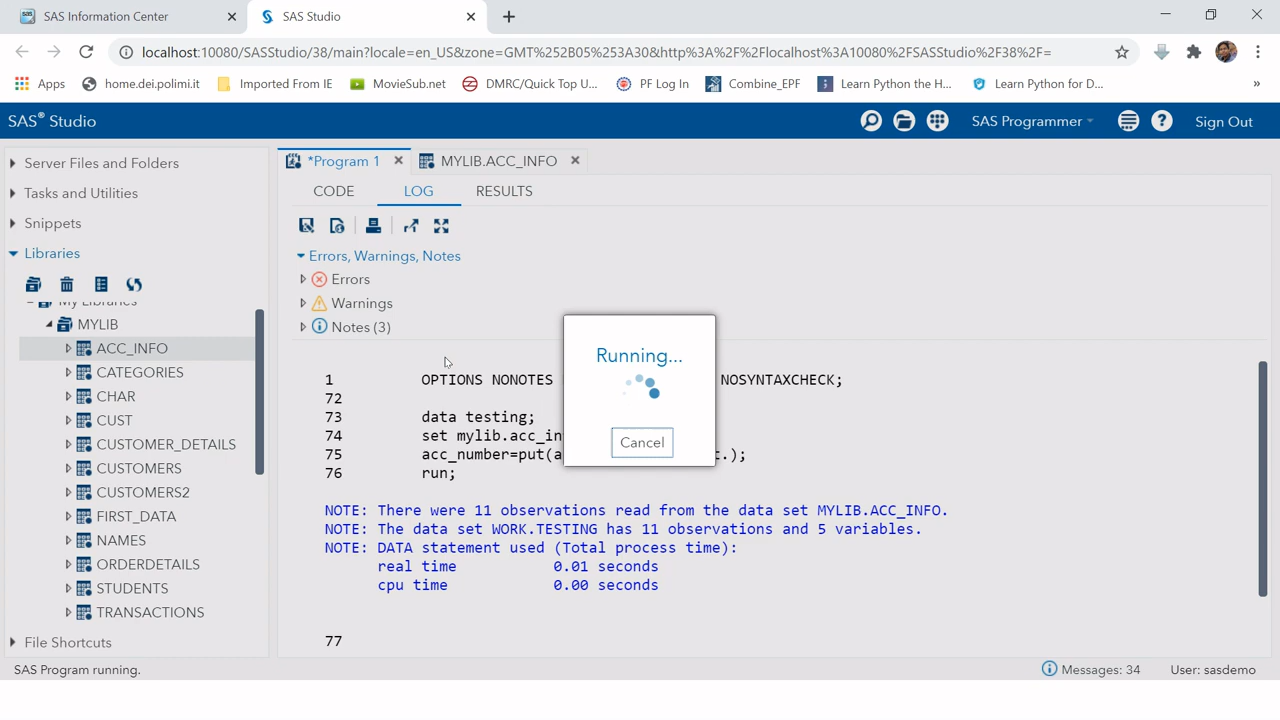 SAS Information Center
SAS Studio
localhost:10080/SASStudio/38/main?locale=en_US&zone=GMT%252B05%253A30&http%3A%2F%2Flocalhost%3A10080%2FSASStudio%2F38%2F=
Apps
home.dei.polimi.it
Imported From IE
MovieSub.net
DMRC/Quick Top U...
PF Log In
Combine_EPF
Learn Python the H...
Learn Python for D...
»
SAS® Studio
SAS Programmer
Sign Out
Server Files and Folders
Tasks and Utilities
Snippets
Libraries
My Libraries
MYLIB
ACC_INFO
CATEGORIES
CHAR
CUST
CUSTOMER_DETAILS
CUSTOMERS
CUSTOMERS2
FIRST_DATA
NAMES
ORDERDETAILS
STUDENTS
TRANSACTIONS
File Shortcuts
*Program 1
MYLIB.ACC_INFO
CODE
LOG
RESULTS
Errors, Warnings, Notes
Errors
Warnings
Notes (3)
1 OPTIONS NONOTES NOSYNTAXCHECK;
72
73 data testing;
74 set mylib.acc_in
75 acc_number=put(a t.);
76 run;
NOTE: There were 11 observations read from the data set MYLIB.ACC_INFO.
NOTE: The data set WORK.TESTING has 11 observations and 5 variables.
NOTE: DATA statement used (Total process time):
real time 0.01 seconds
cpu time 0.00 seconds
77
Running...
Cancel
SAS Program running.
Messages: 34
User: sasdemo